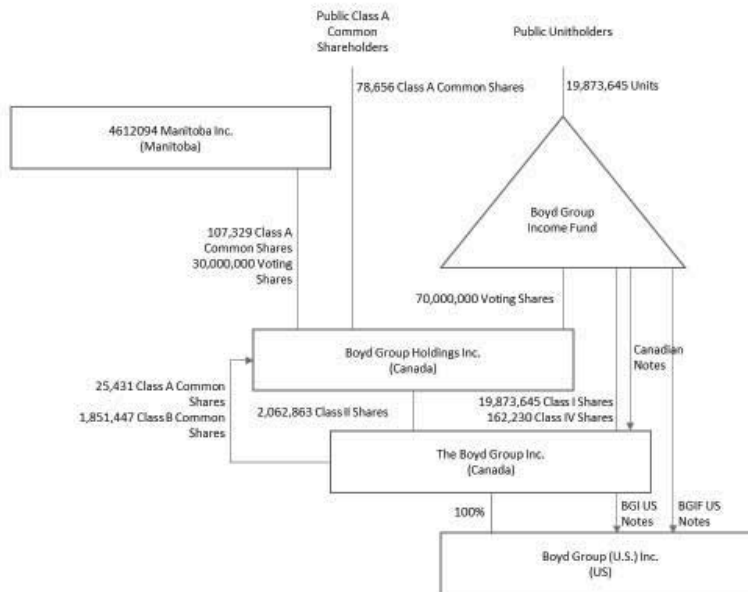 Public Class A
Common
Shareholders
Public Unitholders
78,656 Class A Common Shares
19,873,645 Units
4612094 Manitoba Inc.
(Manitoba)
Boyd Group
Income Fund
107,329 Class A
Common Shares
30,000,000 Voting
Shares
70,000,000 Voting Shares
Boyd Group Holdings Inc.
(Canada)
Canadian
Notes
25,431 Class A Common
Shares
1,851,447 Class B Common
Shares
2,062,863 Class II Shares
19,873,645 Class I Shares
162,230 Class IV Shares
The Boyd Group Inc.
(Canada)
100%
BGI US
Notes
BGIF US
Notes
Boyd Group (U.S.) Inc.
(US)